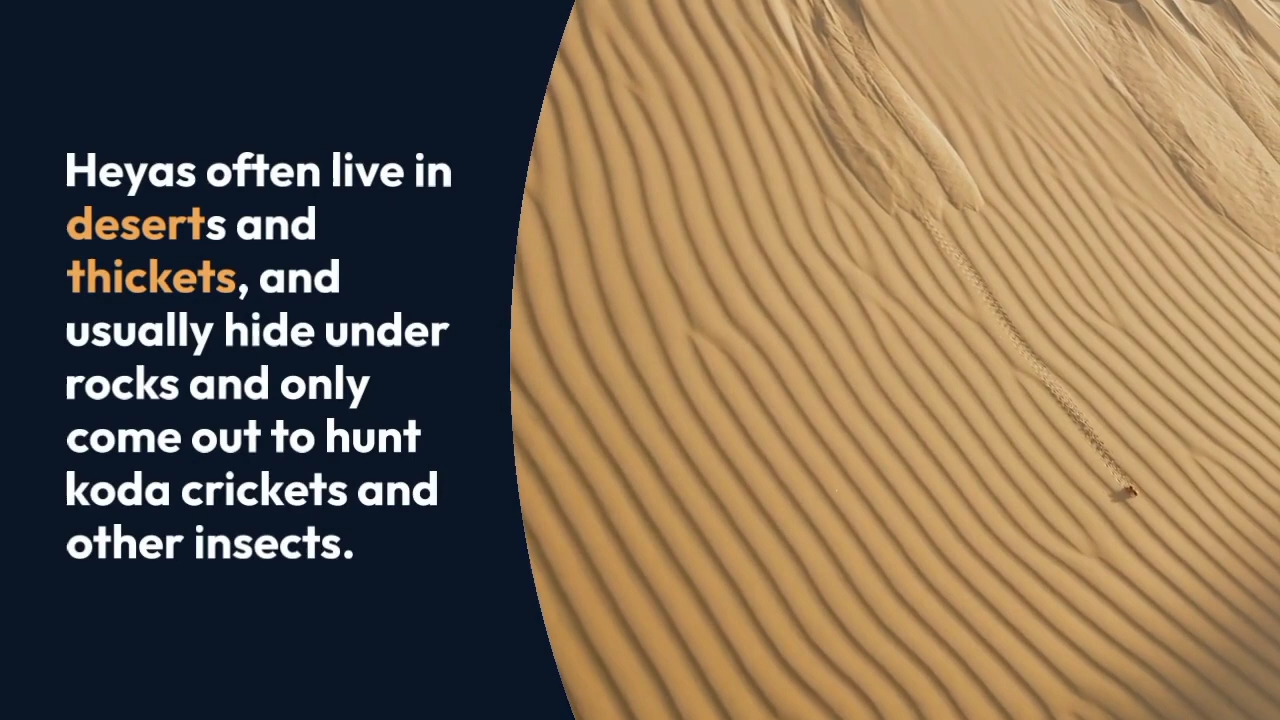 Heyas often live in
deserts and
thickets, and
usually hide under
rocks and only
come out to hunt
koda crickets and
other insects.